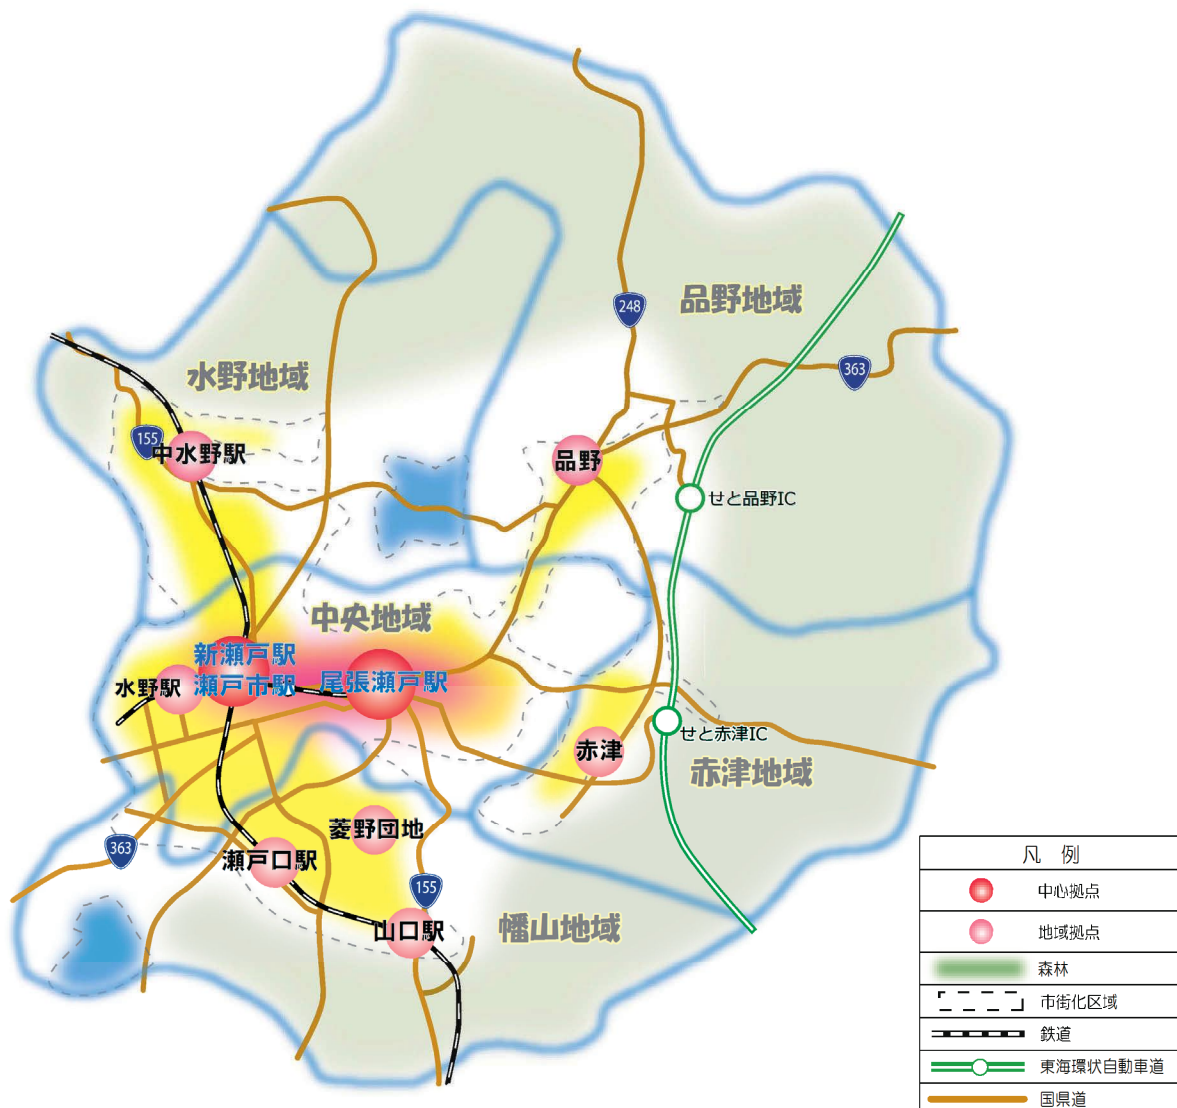 248
品野地域
363
水野地域
155
中水野駅
品野
せと品野IC
中央地域
新瀬戸駅
瀬戸市駅
尾張瀬戸駅
水野駅
せと赤津IC
赤津
赤津地域
菱野団地
363
瀬戸口駅
155
山口駅
幡山地域
凡 例
中心拠点
地域拠点
森林
市街化区域
鉄道
東海環状自動車道
国県道